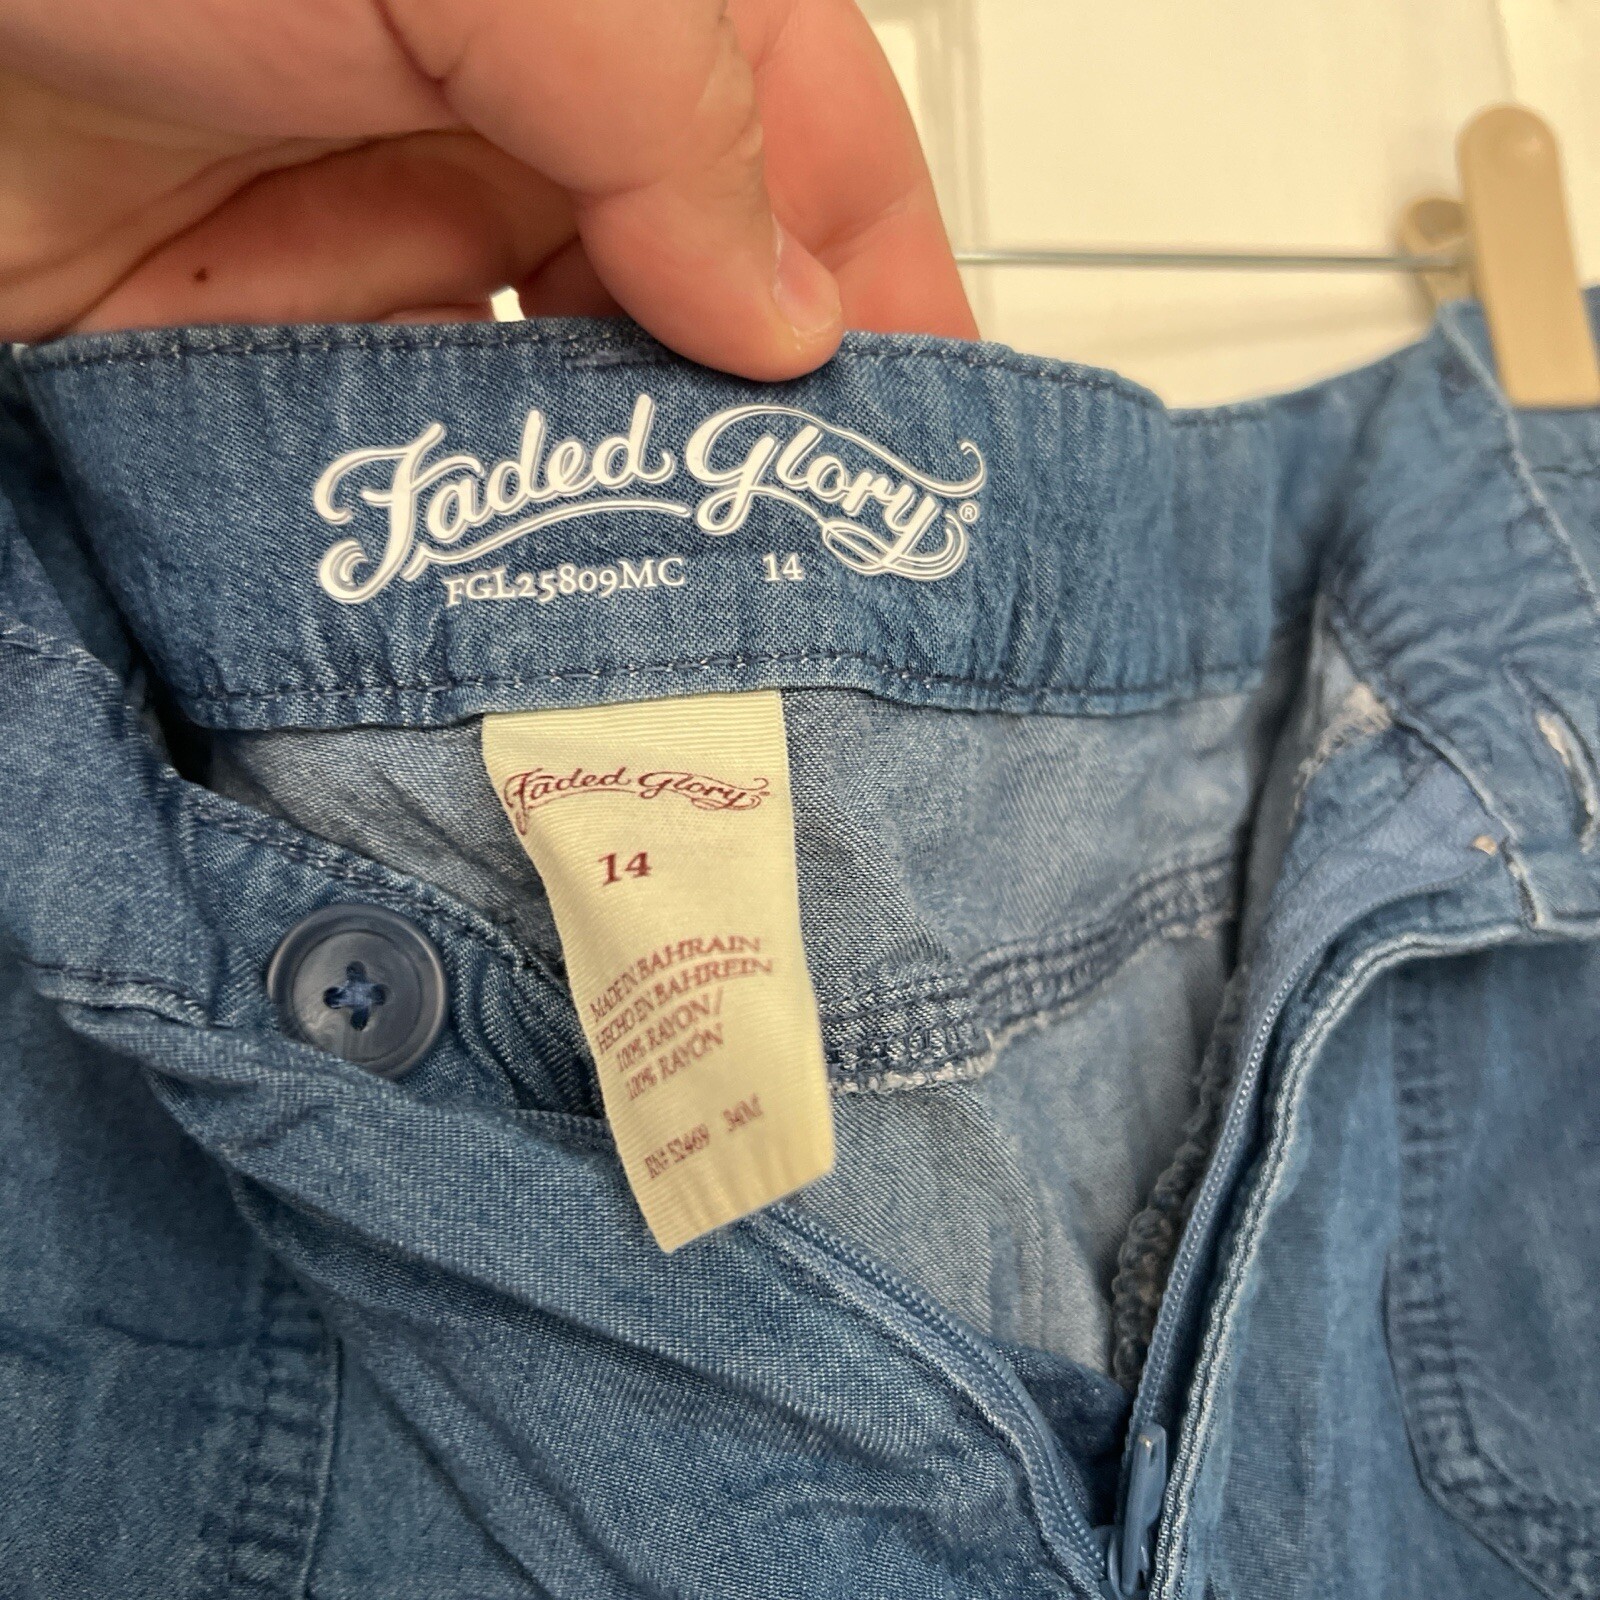 Faded Glory®
FGL25809MC 14
Faded Glory
14
MADE IN BAHRAIN
HECHO EN BAHREIN
100% RAYON/
100% RAYON
RN# 52469 34M